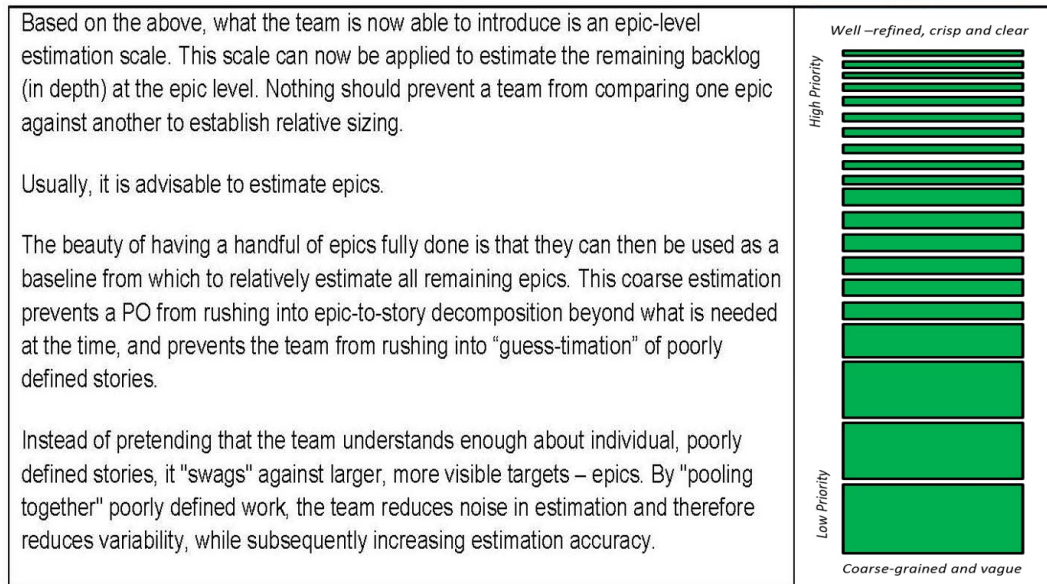 Based on the above, what the team is now able to introduce is an epic-level
estimation scale. This scale can now be applied to estimate the remaining backlog
(in depth) at the epic level. Nothing should prevent a team from comparing one epic
against another to establish relative sizing.
Usually, it is advisable to estimate epics.
The beauty of having a handful of epics fully done is that they can then be used as a
baseline from which to relatively estimate all remaining epics. This coarse estimation
prevents a PO from rushing into epic-to-story decomposition beyond what is needed
at the time, and prevents the team from rushing into “guess-timation” of poorly
defined stories.
Instead of pretending that the team understands enough about individual, poorly
defined stories, it "swags" against larger, more visible targets – epics. By "pooling
together" poorly defined work, the team reduces noise in estimation and therefore
reduces variability, while subsequently increasing estimation accuracy.
Well –refined, crisp and clear
High Priority
Low Priority
Coarse-grained and vague